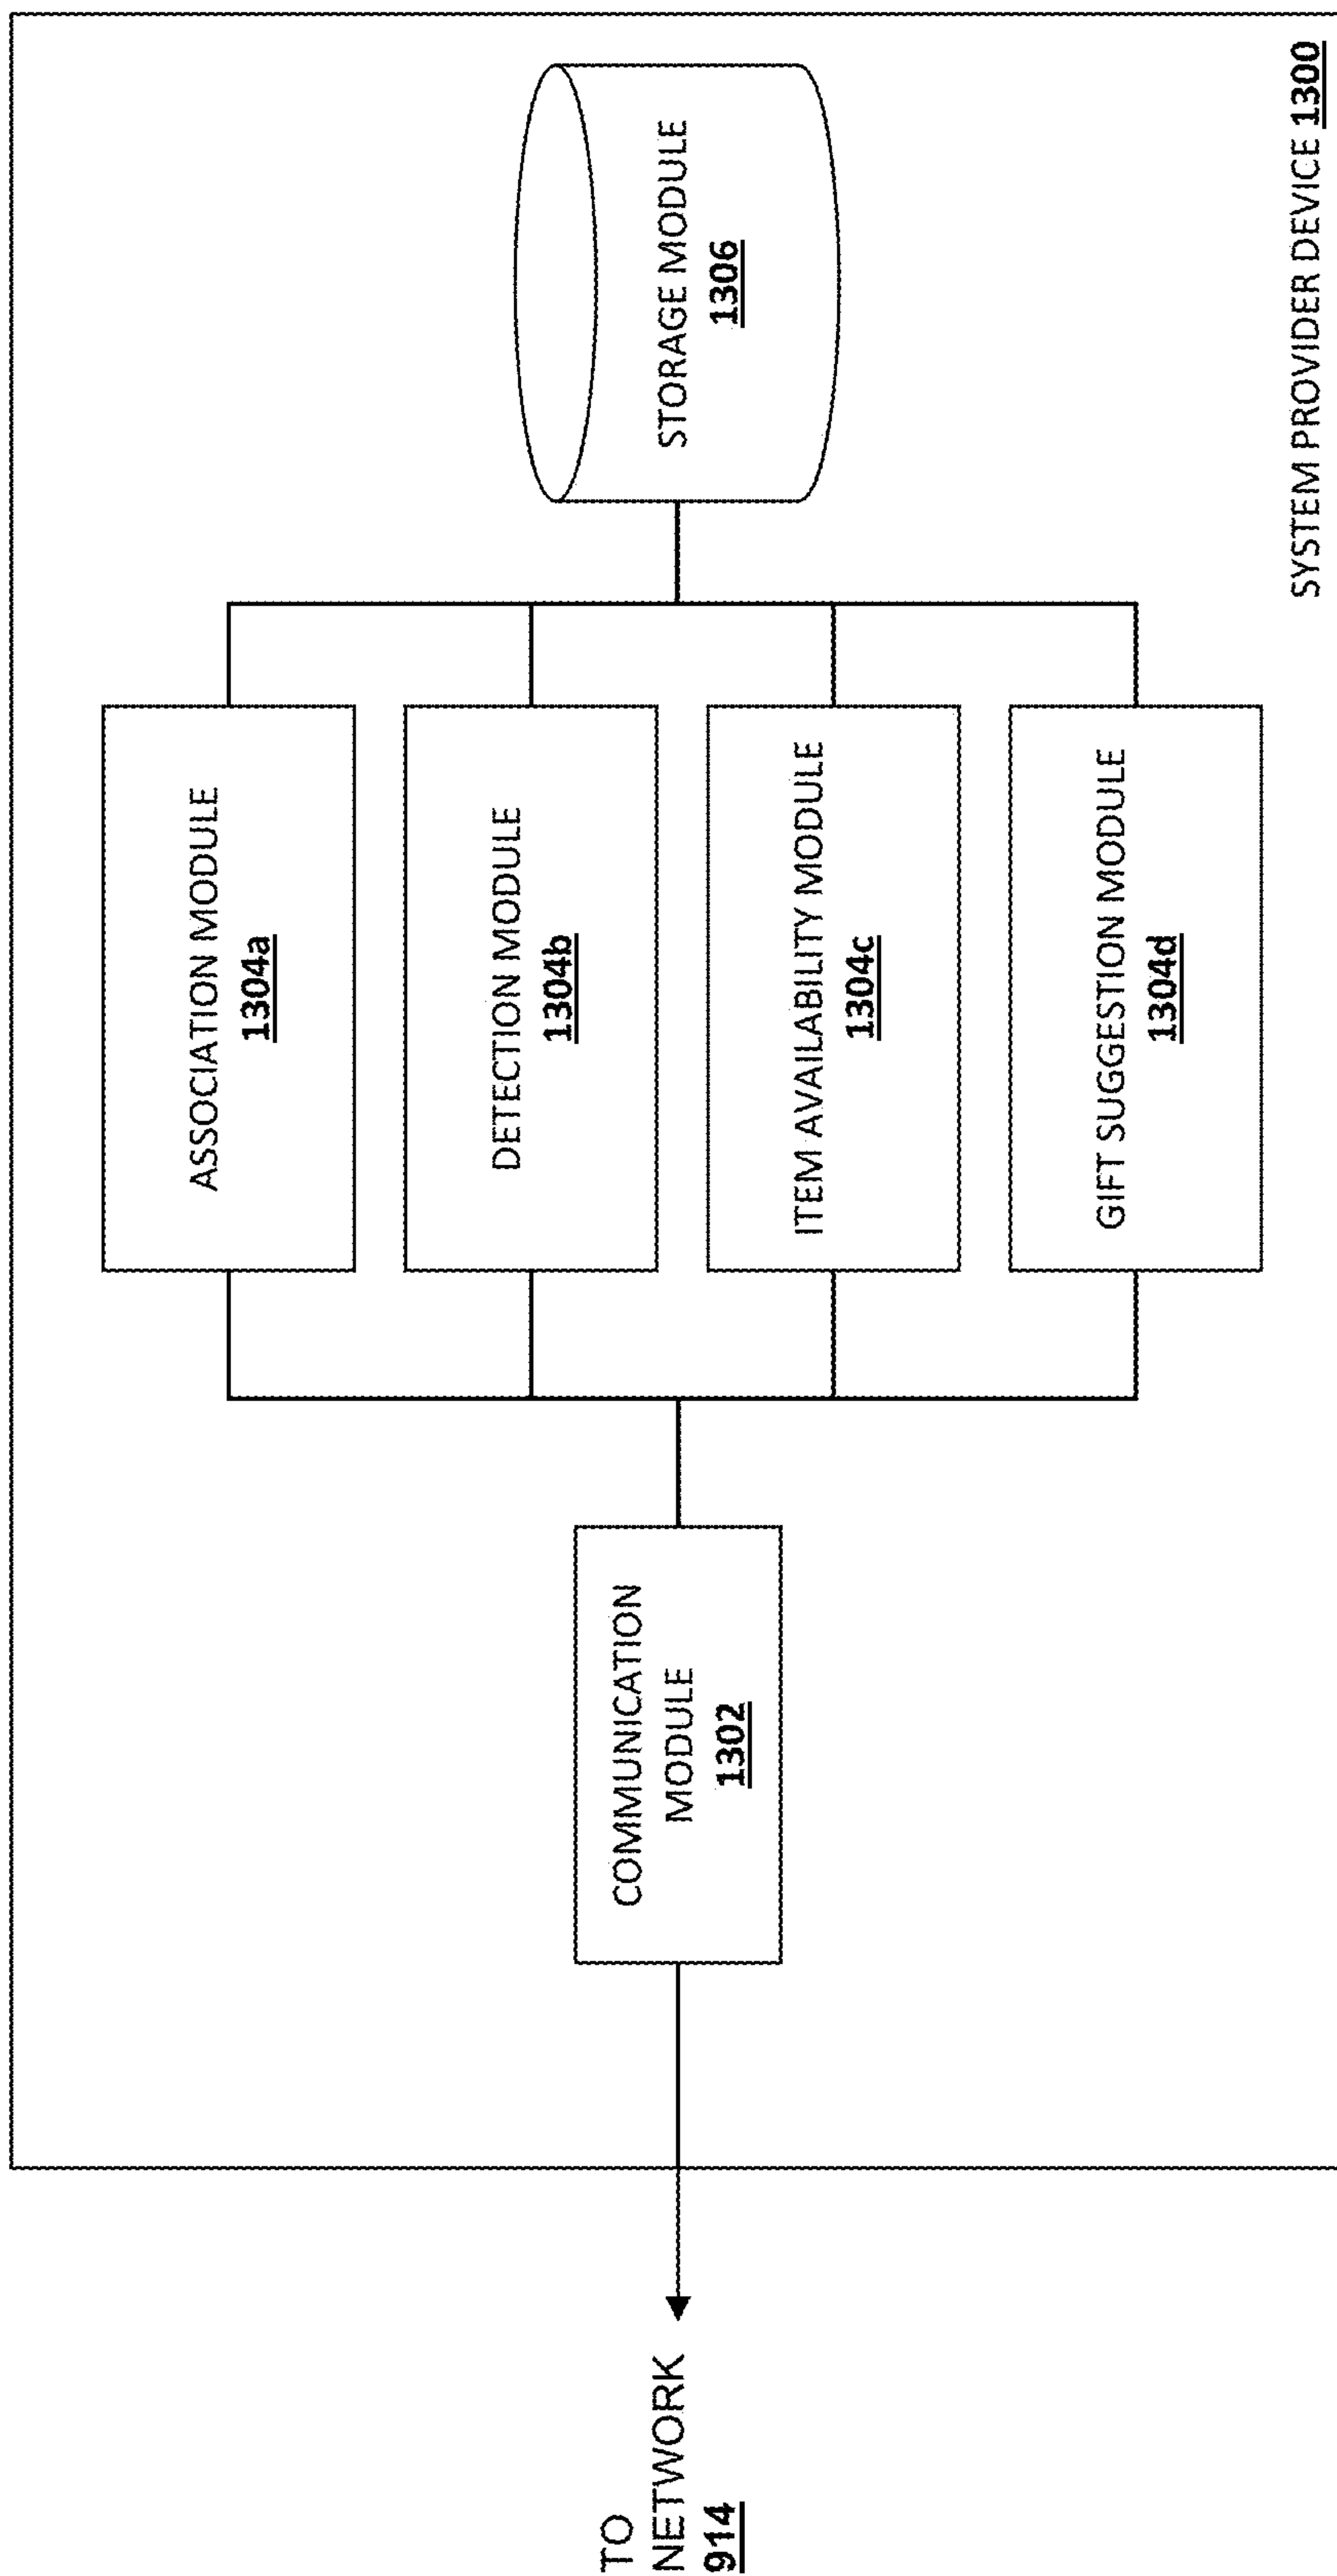 TO
NETWORK
914
COMMUNICATION
MODULE
1302
ASSOCIATION MODULE
1304a
DETECTION MODULE
1304b
ITEM AVAILABILITY MODULE
1304c
GIFT SUGGESTION MODULE
1304d
STORAGE MODULE
1306
SYSTEM PROVIDER DEVICE 1300